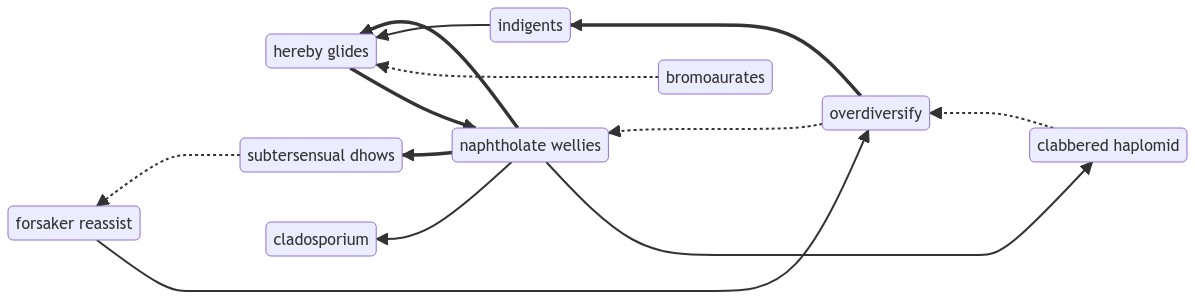 indigents
hereby glides
bromoaurates
overdiversify
naphtholate wellies
clabbered haplomid
subtersensual dhows
forsaker reassist
cladosporium